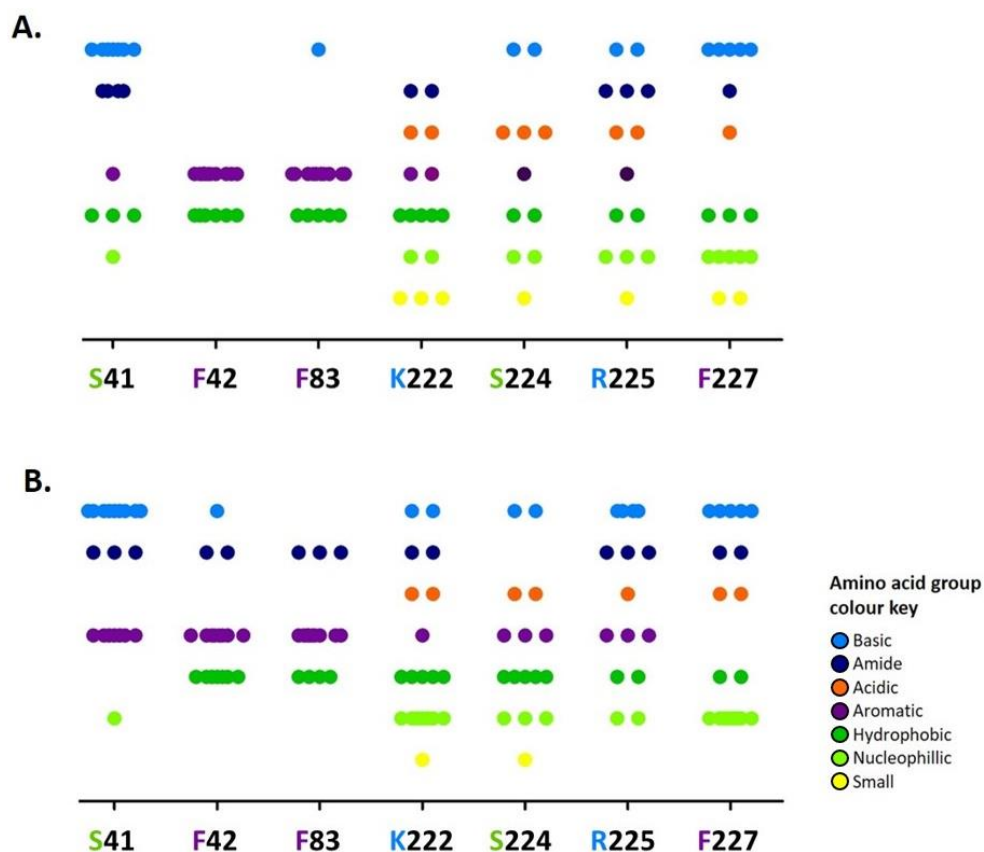 A.
S41 F42 F83 K222 S224 R225 F227
B.
Amino acid group
colour key
Basic
Amide
Acidic
Aromatic
Hydrophobic
Nucleophillic
Small
S41 F42 F83 K222 S224 R225 F227